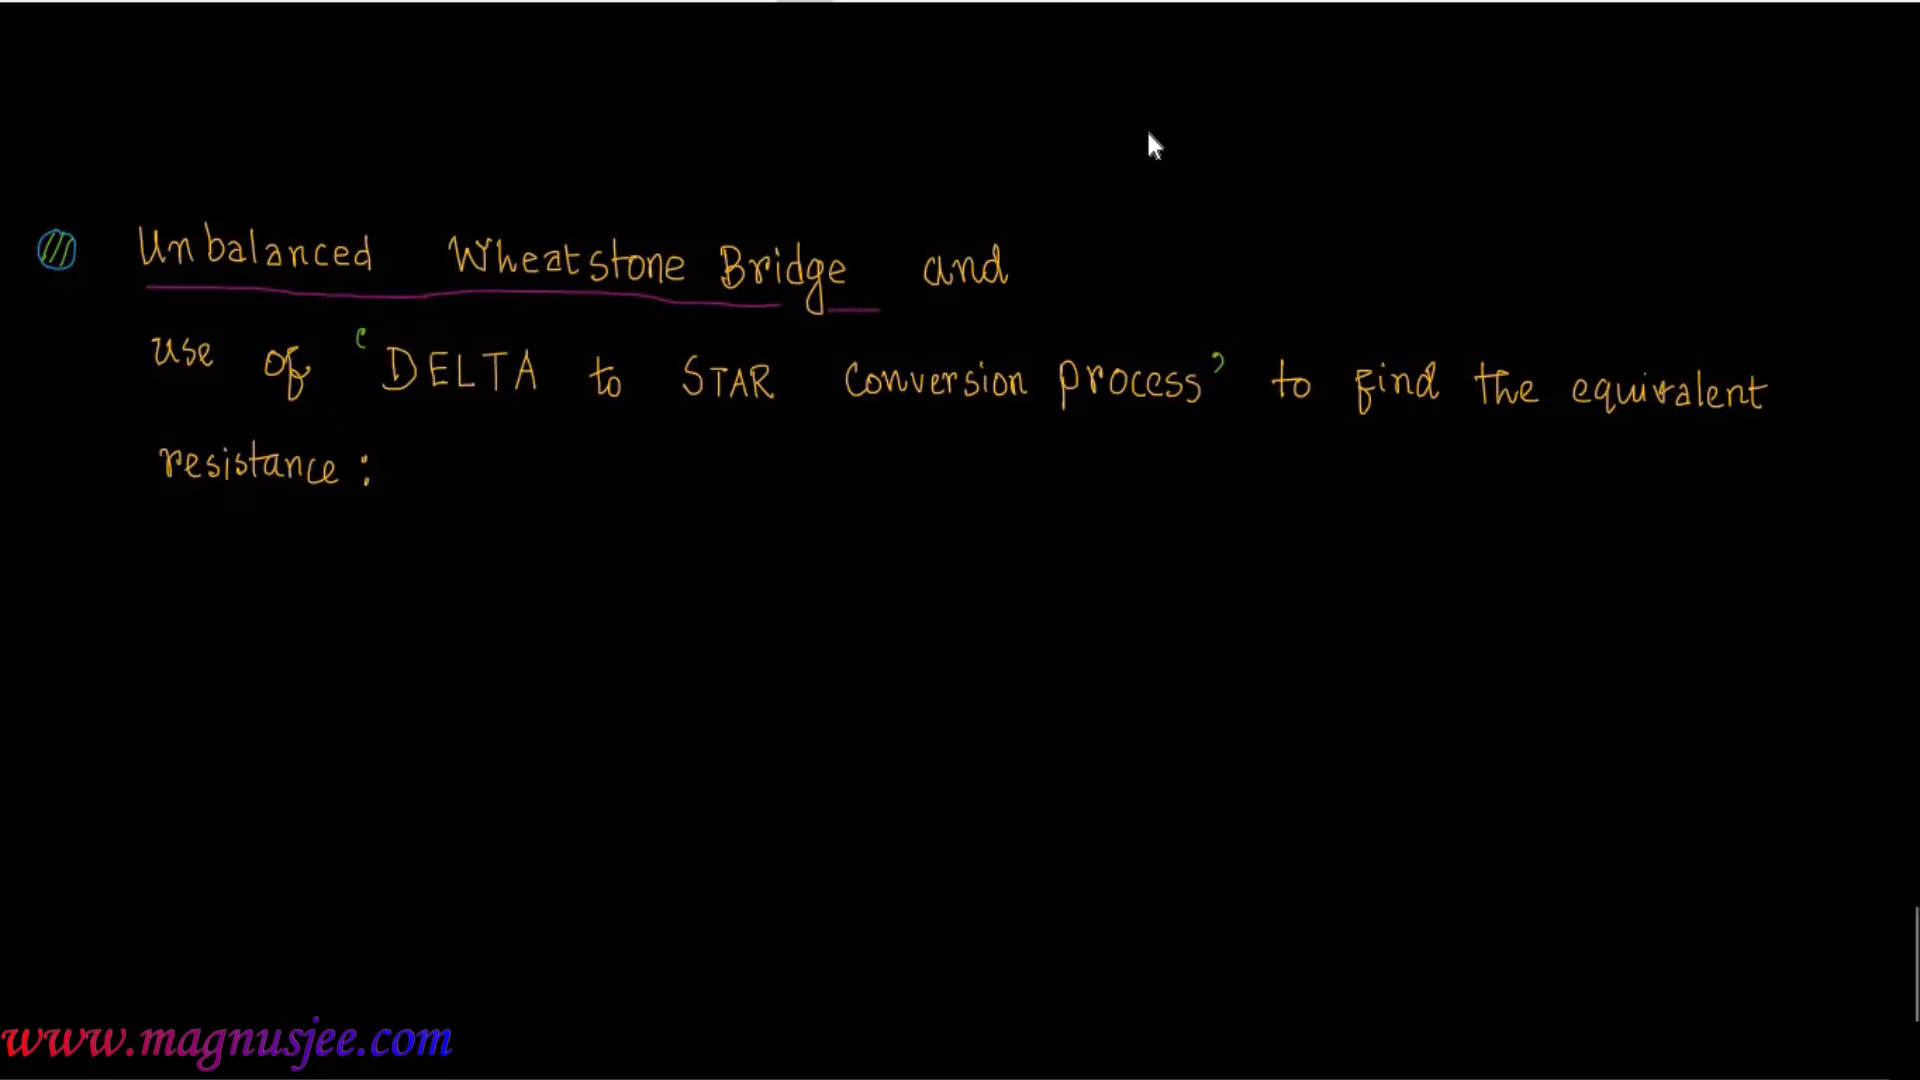 Unbalanced Wheatstone Bridge and
use of 'DELTA to STAR Conversion process' to find the equivalent
resistance:
www.magnusjee.com